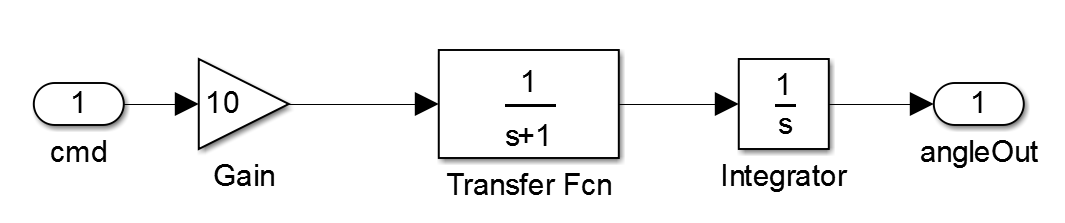 1
cmd
10
Gain
1
s+1
Transfer Fcn
1
s
Integrator
1
angleOut